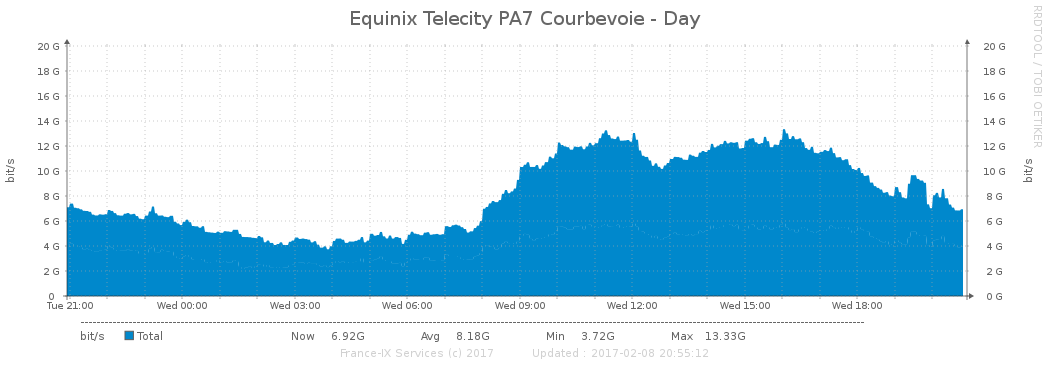 Equinix Telecity PA7 Courbevoie - Day
RRDTOOL / TOBI OETIKER
bit/s
20 G
18 G
16 G
14 G
12 G
10 G
8 G
6 G
4 G
2 G
0
20 G
18 G
16 G
14 G
12 G
10 G
8 G
6 G
4 G
2 G
0 G
bit/s
Tue 21:00 Wed 00:00 Wed 03:00 Wed 06:00 Wed 09:00 Wed 12:00 Wed 15:00 Wed 18:00
bit/s Total Now 6.92G Avg 8.18G Min 3.72G Max 13.33G
France-IX Services (c) 2017 Updated : 2017-02-08 20:55:12